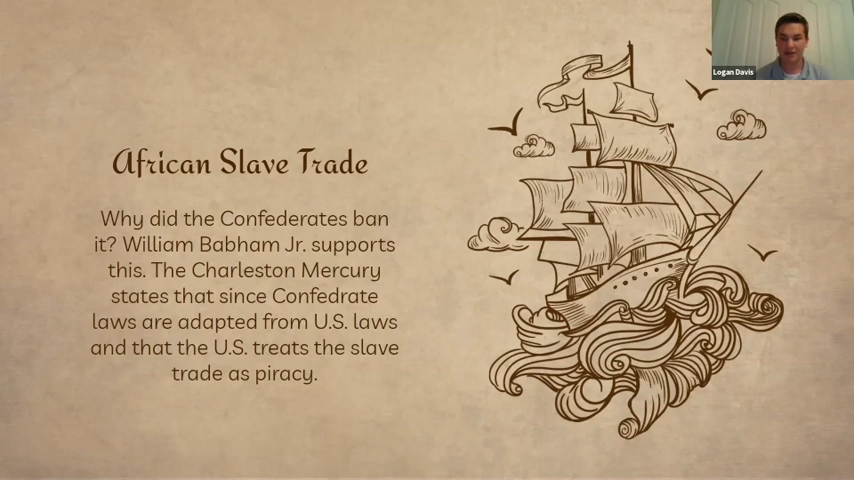 Logan Davis
African Slave Trade
Why did the Confederates ban
it? William Babham Jr. supports
this. The Charleston Mercury
states that since Confedrate
laws are adapted from U.S. laws
and that the U.S. treats the slave
trade as piracy.